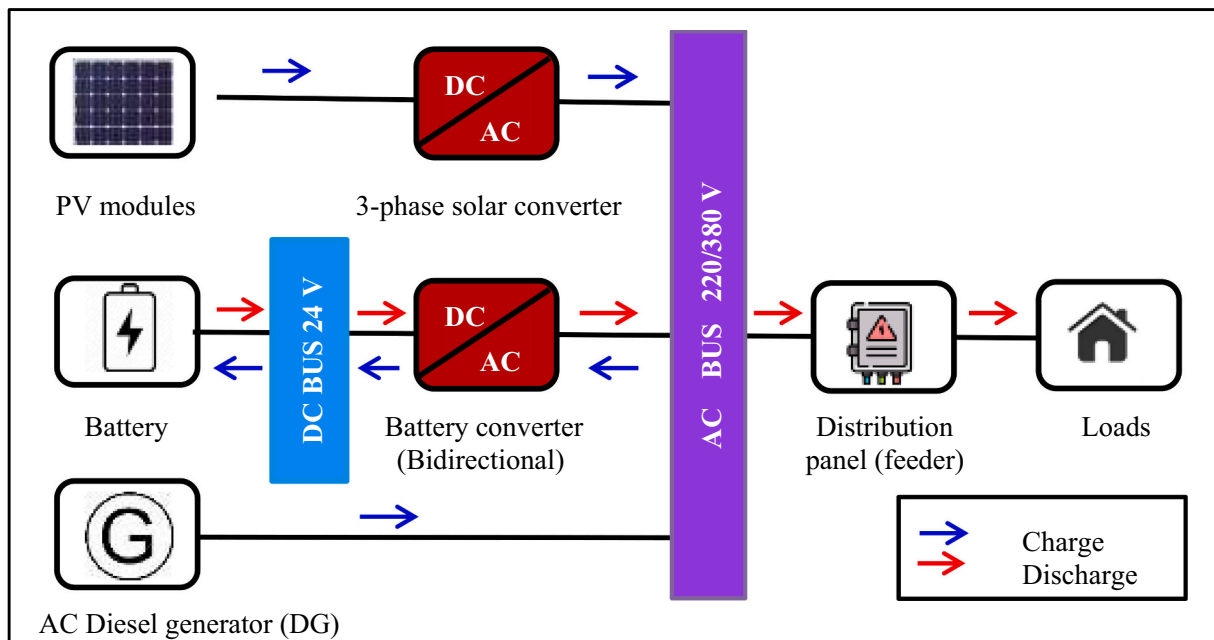 DC
AC
PV modules
3-phase solar converter
AC BUS 220/380 V
DC BUS 24 V
DC
AC
Battery
Battery converter
(Bidirectional)
Distribution
panel (feeder)
Loads
G
AC Diesel generator (DG)
Charge
Discharge